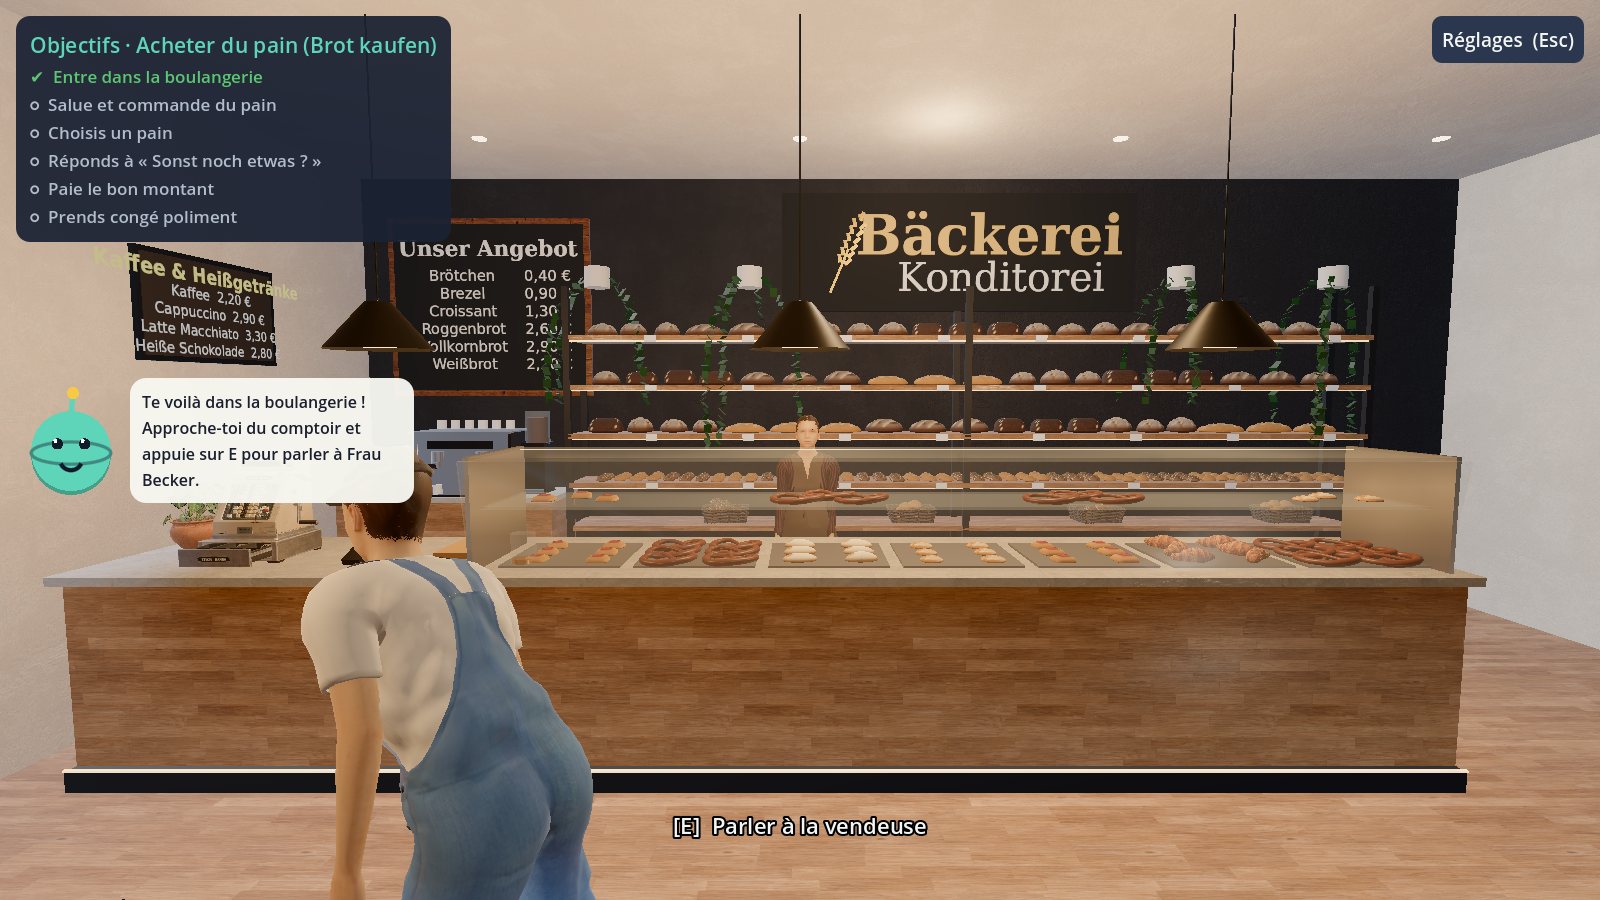 Objectifs · Acheter du pain (Brot kaufen)
✔ Entre dans la boulangerie
Salue et commande du pain
Choisis un pain
Réponds à « Sonst noch etwas ? »
Paie le bon montant
Prends congé poliment
Réglages (Esc)
Kaffee & Heißgetränke
Kaffee 2,20 €
Cappuccino 2,90 €
Latte Macchiato 3,30 €
Heiße Schokolade 2,80
Unser Angebot
Brötchen 0,40 €
Brezel 0,90
Croissant 1,30
Roggenbrot
Weißbrot
Bäckerei
Konditorei
Te voilà dans la boulangerie !
Approche-toi du comptoir et
appuie sur E pour parler à Frau
Becker.
[E] Parler à la vendeuse